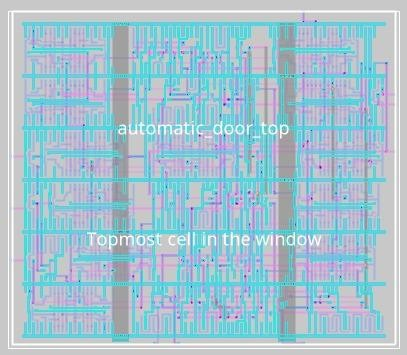 automatic_door_top
Topmost cell in the window